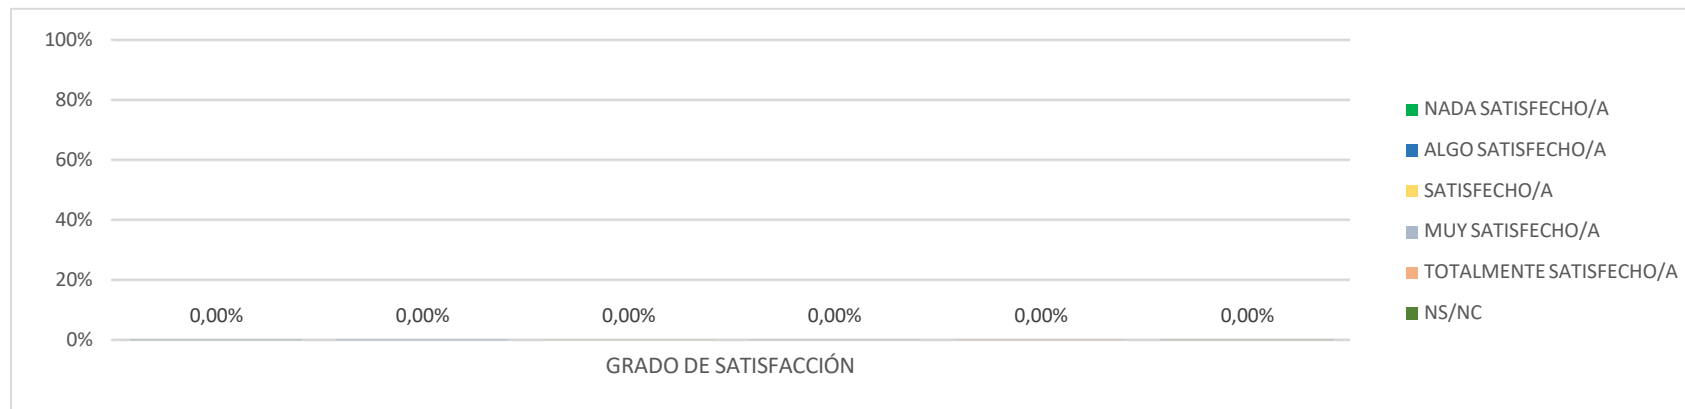 100%
80%
60%
40%
20%
0%
0,00% 0,00% 0,00% 0,00% 0,00% 0,00%
GRADO DE SATISFACCIÓN
NADA SATISFECHO/A
ALGO SATISFECHO/A
SATISFECHO/A
MUY SATISFECHO/A
TOTALMENTE SATISFECHO/A
NS/NC